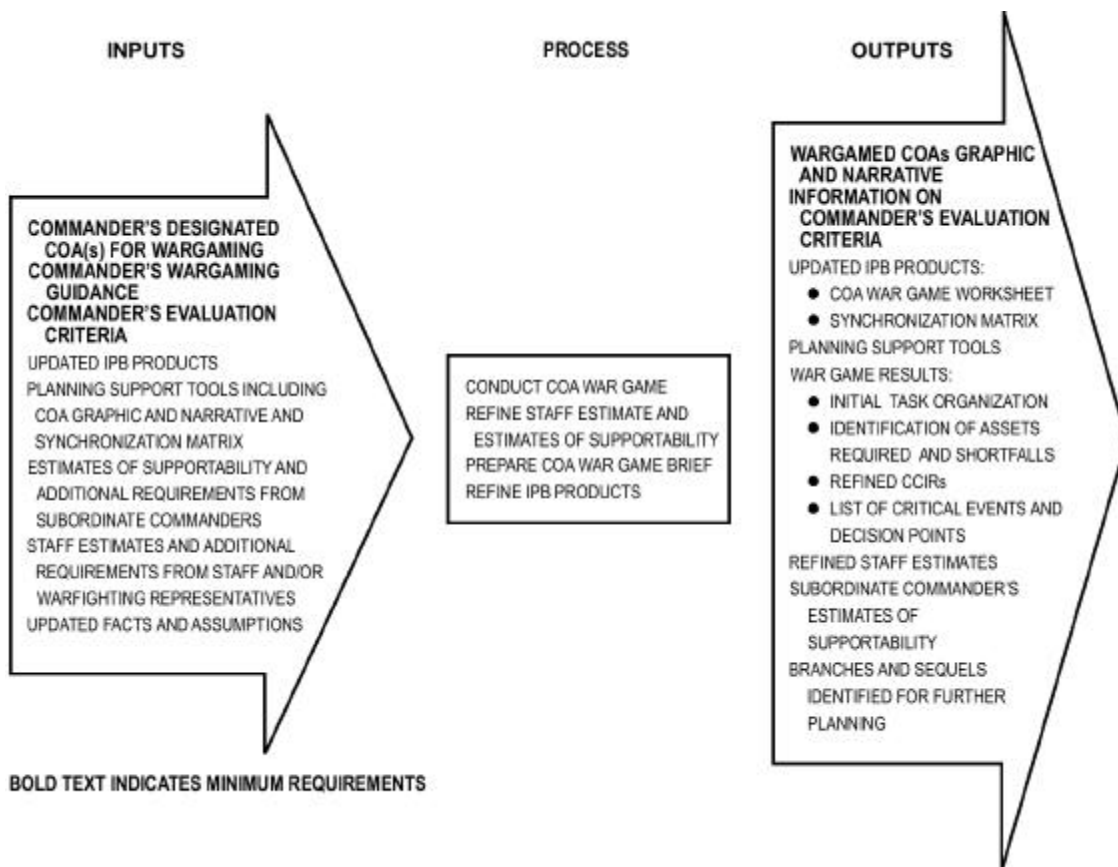 INPUTS
COMMANDER'S DESIGNATED
COA(s) FOR WARGAMING
COMMANDER'S WARGAMING
GUIDANCE
COMMANDER'S EVALUATION
CRITERIA
UPDATED IPB PRODUCTS
PLANNING SUPPORT TOOLS INCLUDING
COA GRAPHIC AND NARRATIVE AND
SYNCHRONIZATION MATRIX
ESTIMATES OF SUPPORTABILITY AND
ADDITIONAL REQUIREMENTS FROM
SUBORDINATE COMMANDERS
STAFF ESTIMATES AND ADDITIONAL
REQUIREMENTS FROM STAFF AND/OR
WARFIGHTING REPRESENTATIVES
UPDATED FACTS AND ASSUMPTIONS
PROCESS
CONDUCT COA WAR GAME
REFINE STAFF ESTIMATE AND
ESTIMATES OF SUPPORTABILITY
PREPARE COA WAR GAME BRIEF
REFINE IPB PRODUCTS
OUTPUTS
WARGAMED COAs GRAPHIC
AND NARRATIVE
INFORMATION ON
COMMANDER'S EVALUATION
CRITERIA
UPDATED IPB PRODUCTS:
● COA WAR GAME WORKSHEET
● SYNCHRONIZATION MATRIX
PLANNING SUPPORT TOOLS
WAR GAME RESULTS:
● INITIAL TASK ORGANIZATION
● IDENTIFICATION OF ASSETS
REQUIRED AND SHORTFALLS
● REFINED CCIRs
● LIST OF CRITICAL EVENTS AND
DECISION POINTS
REFINED STAFF ESTIMATES
SUBORDINATE COMMANDER'S
ESTIMATES OF
SUPPORTABILITY
BRANCHES AND SEQUELS
IDENTIFIED FOR FURTHER
PLANNING
BOLD TEXT INDICATES MINIMUM REQUIREMENTS